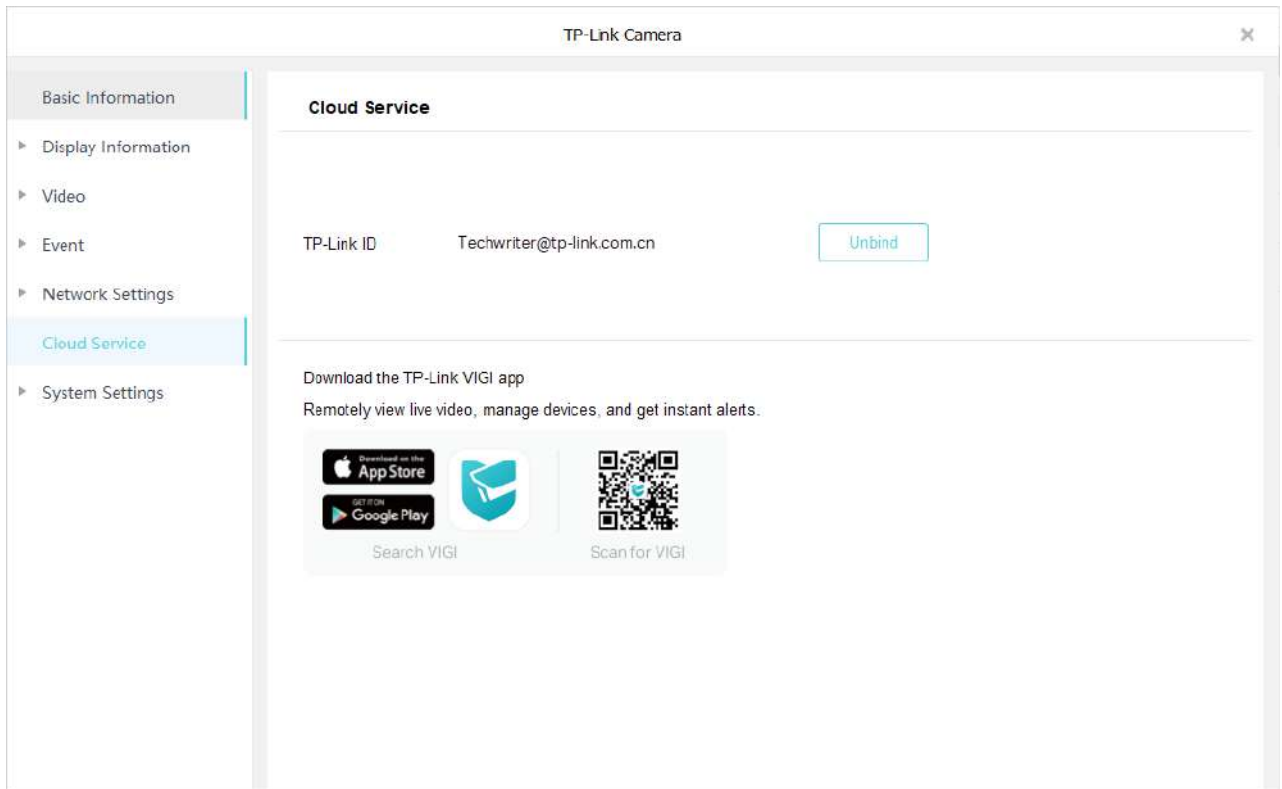 TP-Link Camera
Basic Information
Display Information
Video
Event
Network Settings
Cloud Service
System Settings
Cloud Service
TP-Link ID Techwriter@tp-link.com.cn Unbind
Download the TP-Link VIGI app
Remotely view live video, manage devices, and get instant alerts.
Download on the
App Store
GET IT ON
Google Play
Search VIGI
Scan for VIGI